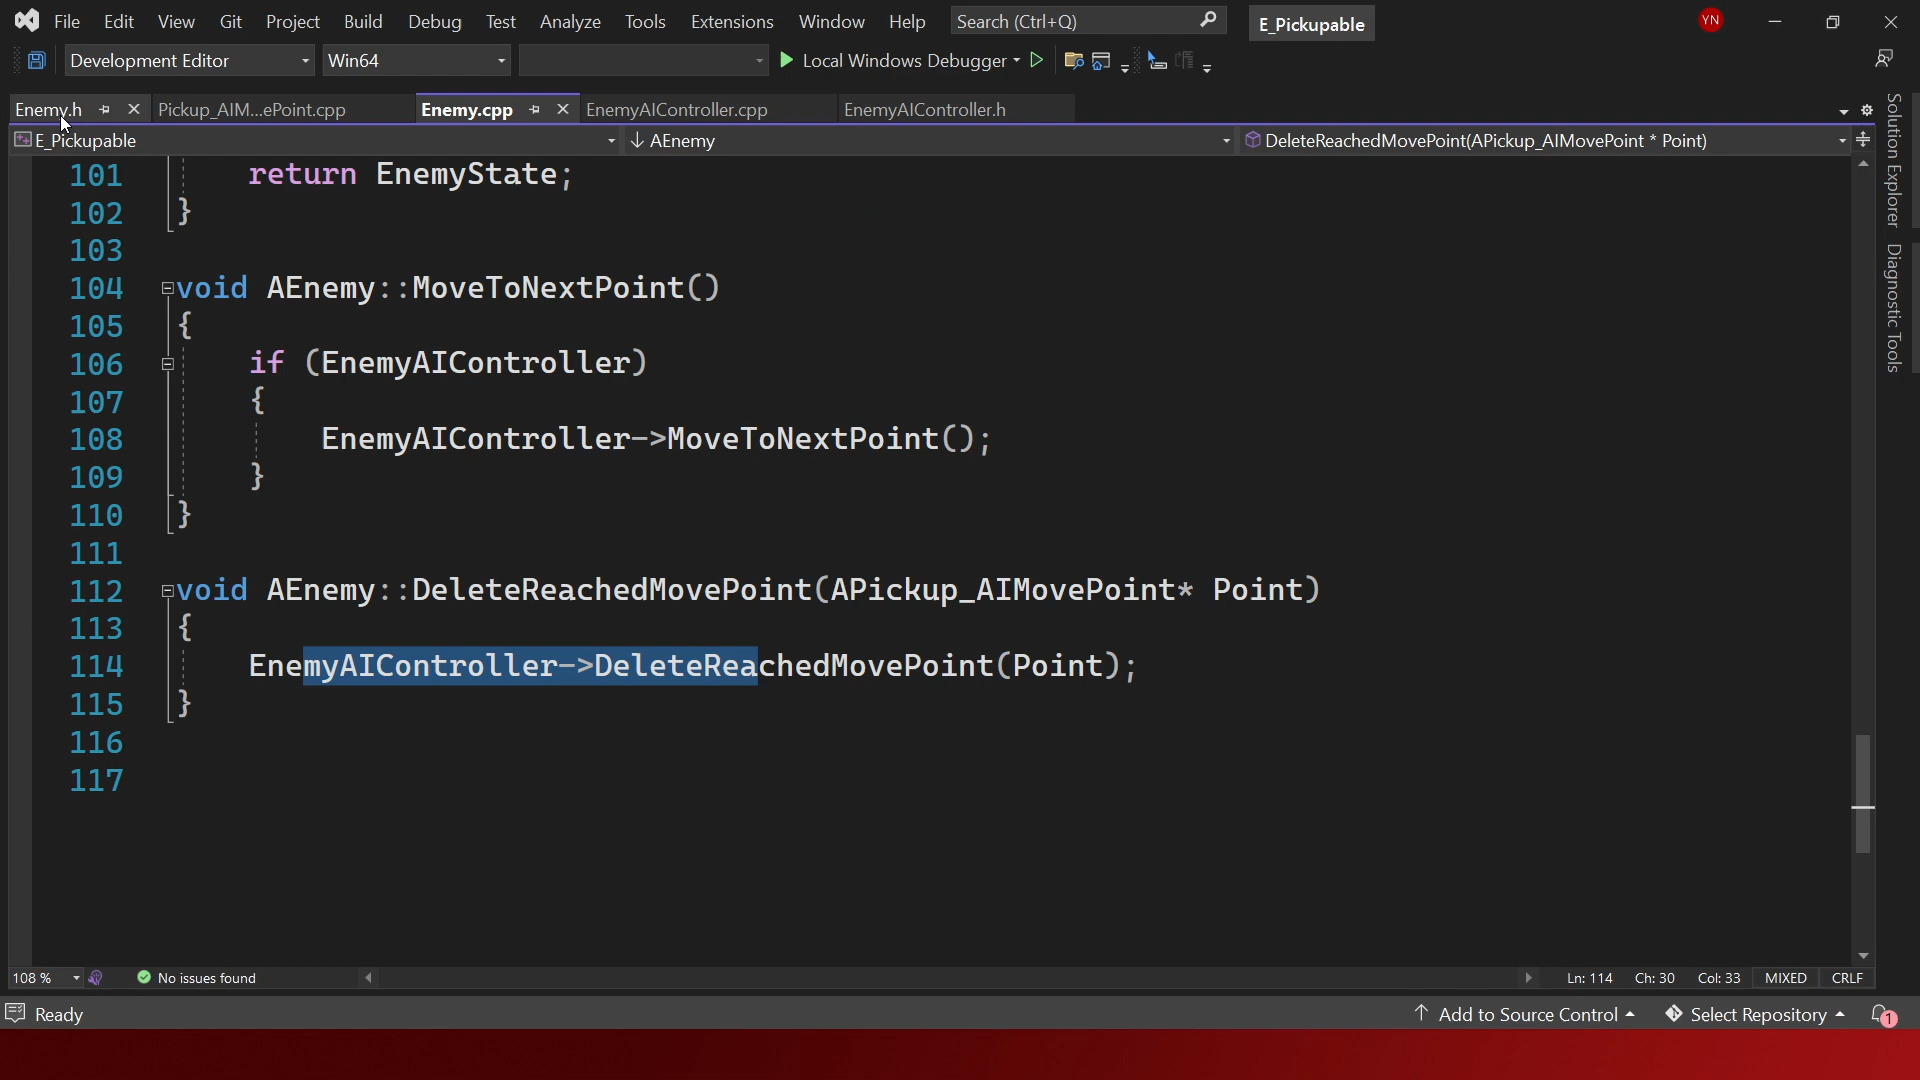 File Edit View Git Project Build Debug Test Analyze Tools Extensions Window Help Search (Ctrl+Q) E_Pickupable YN
Development Editor Win64 Local Windows Debugger
Enemy.h Pickup_AIM...ePoint.cpp Enemy.cpp EnemyAIController.cpp EnemyAIController.h
E_Pickupable AEnemy DeleteReachedMovePoint(APickup_AIMovePoint * Point)
Solution Explorer
Diagnostic Tools
101 return EnemyState;
102 }
103
104 void AEnemy::MoveToNextPoint()
105 {
106 if (EnemyAIController)
107 {
108 EnemyAIController->MoveToNextPoint();
109 }
110 }
111
112 void AEnemy::DeleteReachedMovePoint(APickup_AIMovePoint* Point)
113 {
114 EnemyAIController->DeleteReachedMovePoint(Point);
115 }
116
117
108 % No issues found Ln: 114 Ch: 30 Col: 33 MIXED CRLF
Ready Add to Source Control Select Repository 1